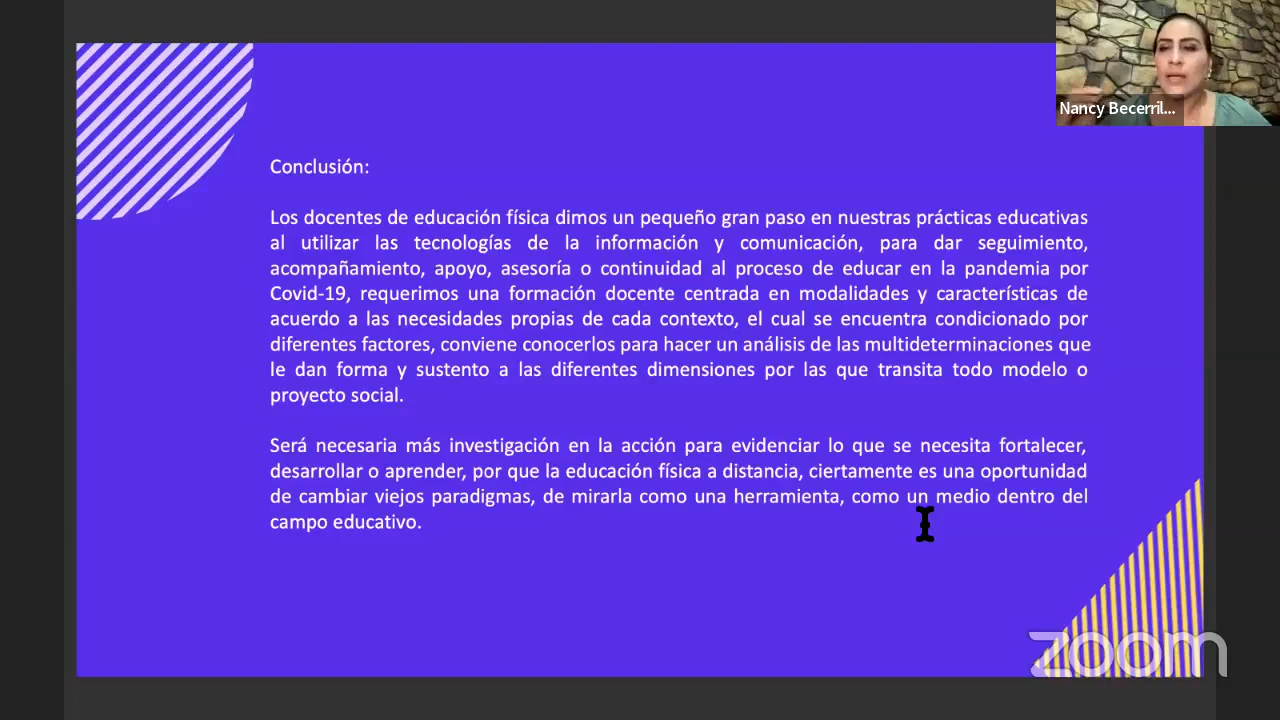 Nancy Becerril...
Conclusión:
Los docentes de educación física dimos un pequeño gran paso en nuestras prácticas educativas
al utilizar las tecnologías de la información y comunicación, para dar seguimiento,
acompañamiento, apoyo, asesoría o continuidad al proceso de educar en la pandemia por
Covid-19, requerimos una formación docente centrada en modalidades y características de
acuerdo a las necesidades propias de cada contexto, el cual se encuentra condicionado por
diferentes factores, conviene conocerlos para hacer un análisis de las multideterminaciones que
le dan forma y sustento a las diferentes dimensiones por las que transita todo modelo o
proyecto social.
Será necesaria más investigación en la acción para evidenciar lo que se necesita fortalecer,
desarrollar o aprender, por que la educación física a distancia, ciertamente es una oportunidad
de cambiar viejos paradigmas, de mirarla como una herramienta, como un medio dentro del
campo educativo.
zoom